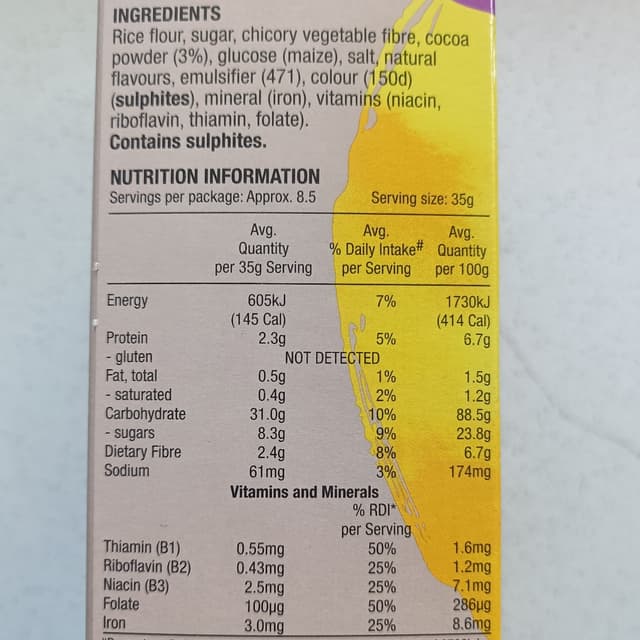 INGREDIENTS
Rice flour, sugar, chicory vegetable fibre, cocoa
powder (3%), glucose (maize), salt, natural
flavours, emulsifier (471), colour (150d)
(sulphites), mineral (iron), vitamins (niacin,
riboflavin, thiamin, folate).
Contains sulphites.
NUTRITION INFORMATION
Servings per package: Approx. 8.5 Serving size: 35g
Avg. Avg. Avg.
Quantity % Daily Intake# Quantity
per 35g Serving per Serving per 100g
Energy 605kJ 7% 1730kJ
(145 Cal) (414 Cal)
Protein 2.3g 5% 6.7g
- gluten NOT DETECTED
Fat, total 0.5g 1% 1.5g
- saturated 0.4g 2% 1.2g
Carbohydrate 31.0g 10% 88.5g
- sugars 8.3g 9% 23.8g
Dietary Fibre 2.4g 8% 6.7g
Sodium 61mg 3% 174mg
Vitamins and Minerals
% RDI*
per Serving
Thiamin (B1) 0.55mg 50% 1.6mg
Riboflavin (B2) 0.43mg 25% 1.2mg
Niacin (B3) 2.5mg 25% 7.1mg
Folate 100µg 50% 286µg
Iron 3.0mg 25% 8.6mg